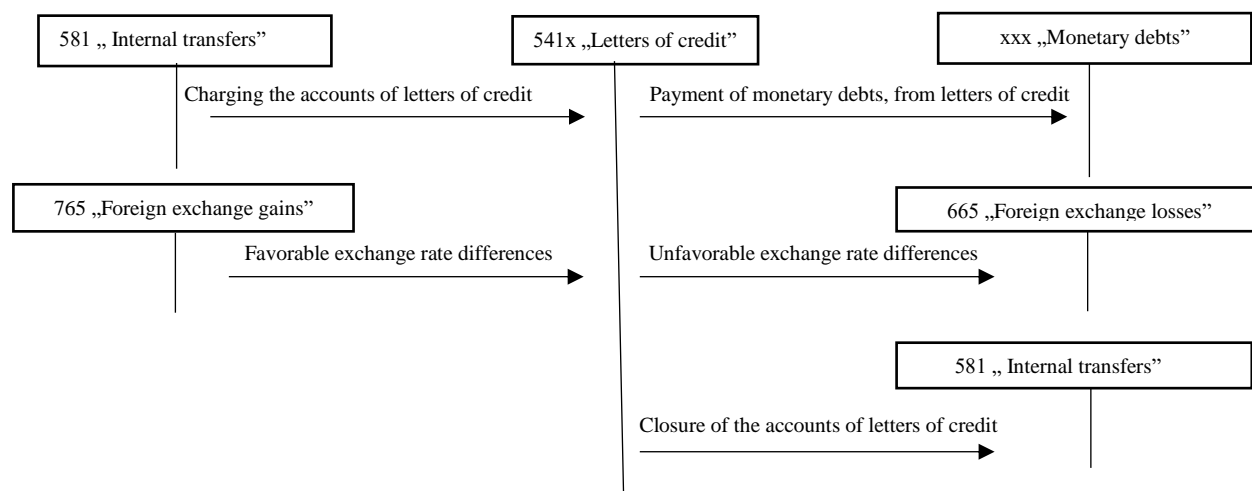 581 „ Internal transfers”
541x „Letters of credit”
xxx „Monetary debts”
Charging the accounts of letters of credit
Payment of monetary debts, from letters of credit
765 „Foreign exchange gains”
665 „Foreign exchange losses”
Favorable exchange rate differences
Unfavorable exchange rate differences
581 „ Internal transfers”
Closure of the accounts of letters of credit